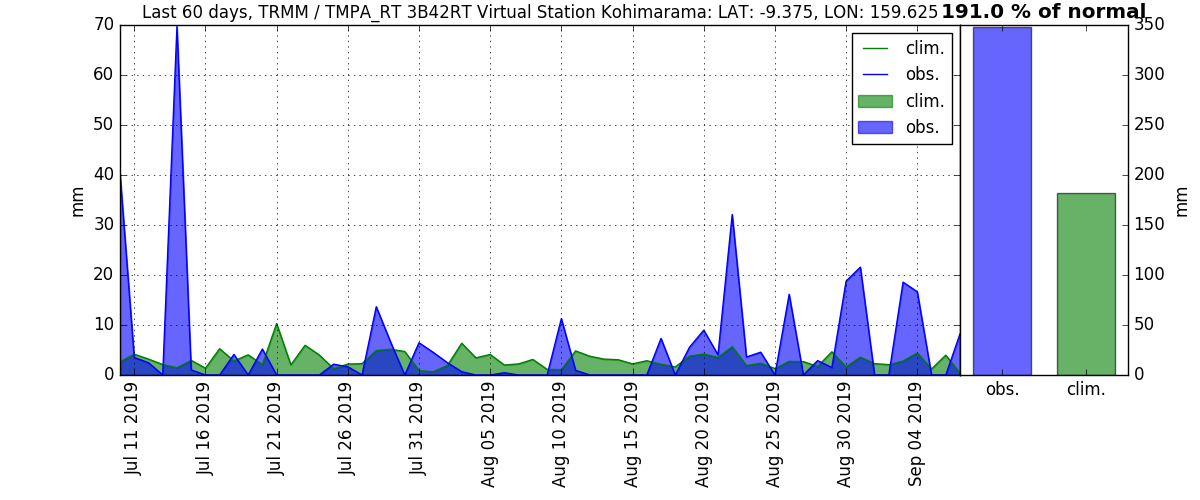 Last 60 days, TRMM / TMPA_RT 3B42RT Virtual Station Kohimarama: LAT: -9.375, LON: 159.625
191.0 % of normal
70
60
50
40
30
20
10
0
mm
clim.
obs.
clim.
obs.
Jul 11 2019
Jul 16 2019
Jul 21 2019
Jul 26 2019
Jul 31 2019
Aug 05 2019
Aug 10 2019
Aug 15 2019
Aug 20 2019
Aug 25 2019
Aug 30 2019
Sep 04 2019
350
300
250
200
150
100
50
0
mm
obs.
clim.